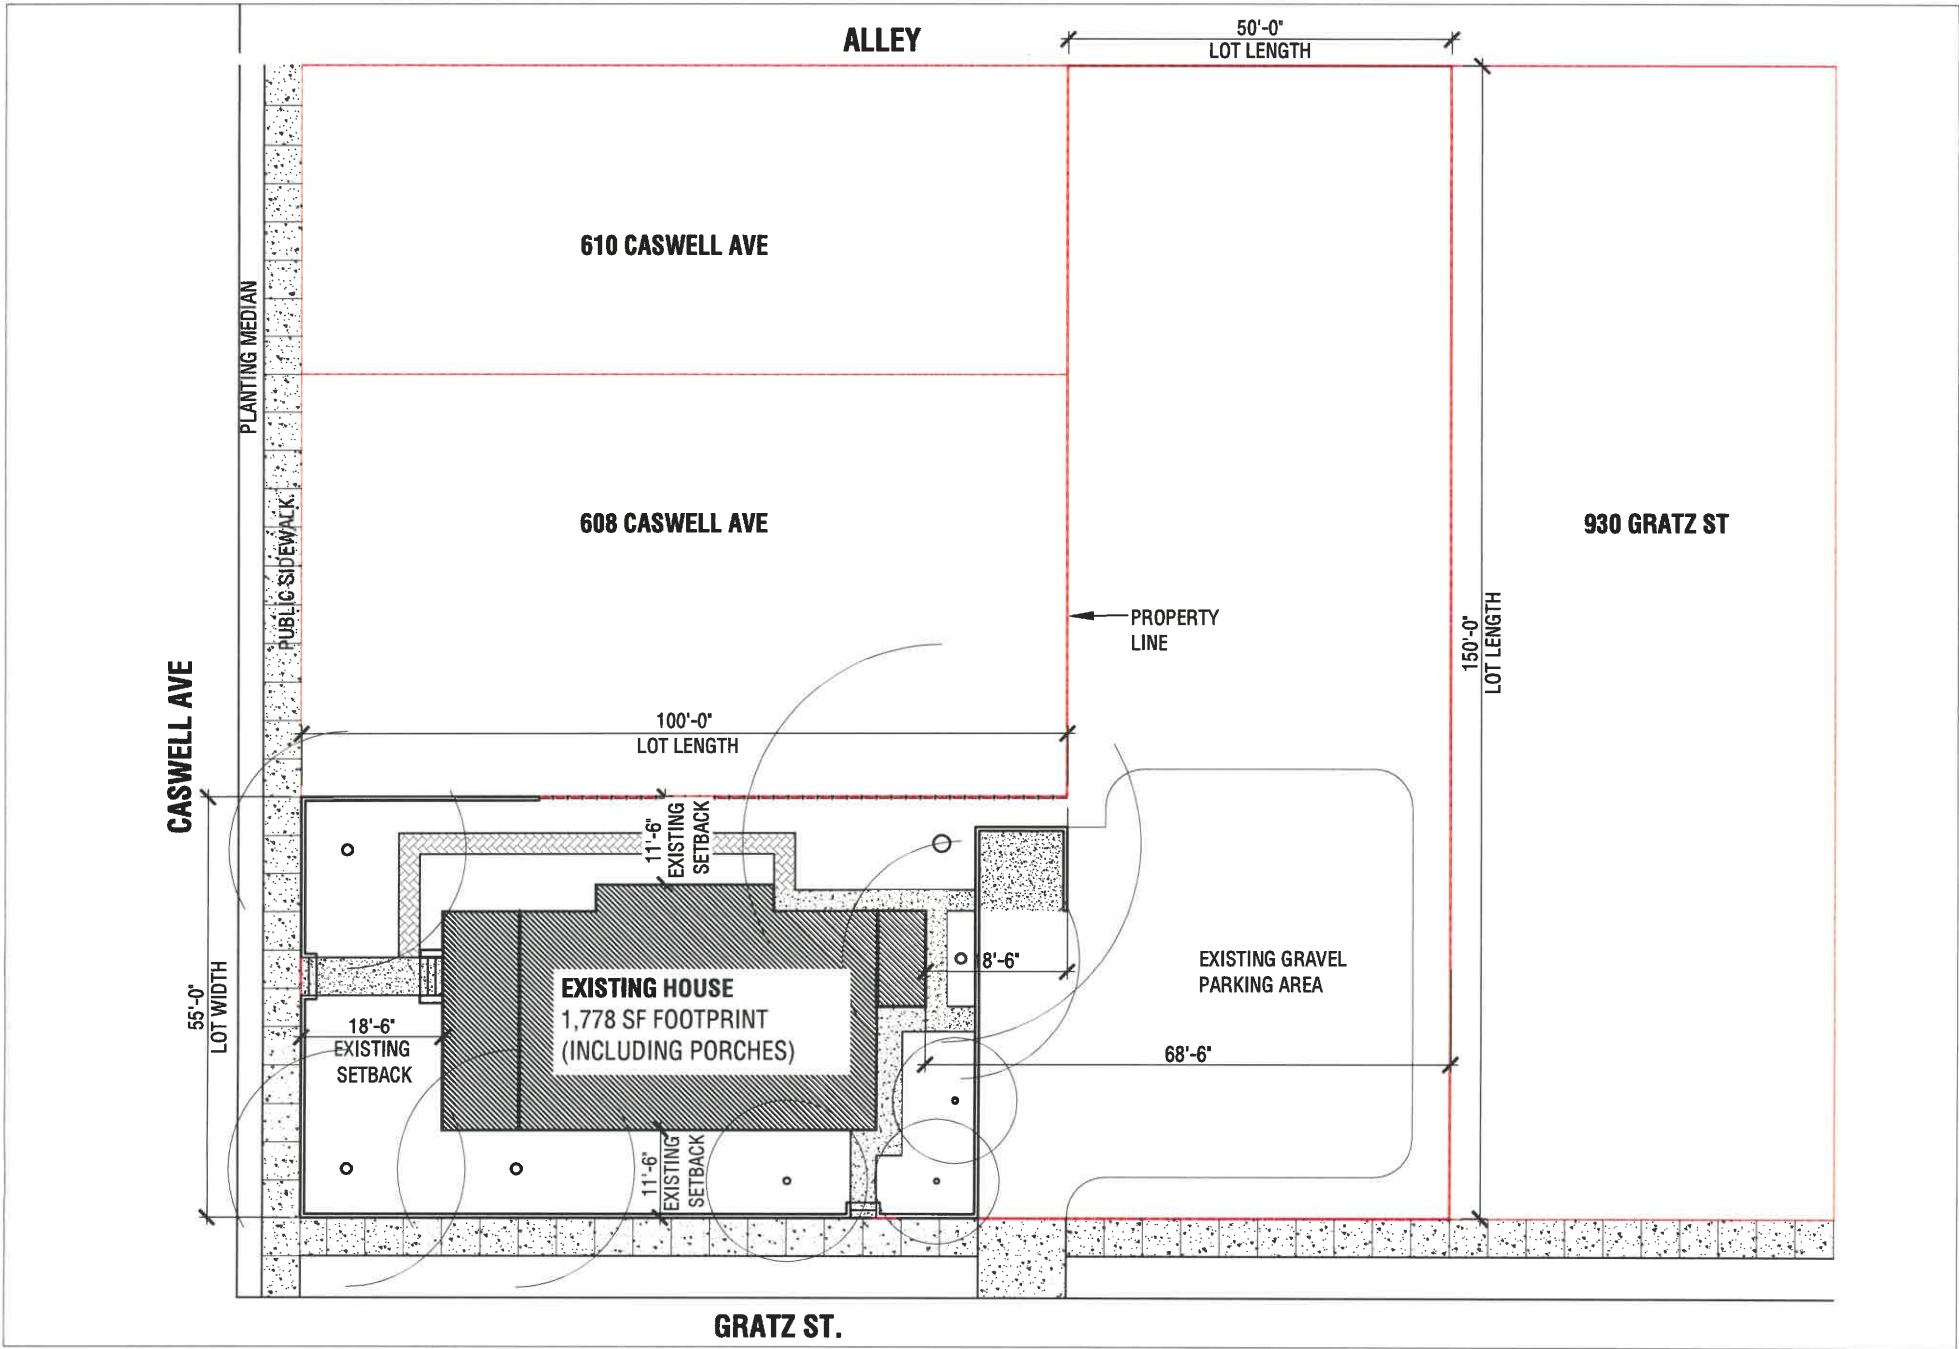 ALLEY
50'-0"
LOT LENGTH
610 CASWELL AVE
PLANTING MEDIAN
PUBLIC SIDEWALK
608 CASWELL AVE
930 GRATZ ST
PROPERTY
LINE
150'-0"
LOT LENGTH
CASWELL AVE
100'-0"
LOT LENGTH
11'-6"
EXISTING
SETBACK
55'-0"
LOT WIDTH
18'-6"
EXISTING
SETBACK
EXISTING HOUSE
1,778 SF FOOTPRINT
(INCLUDING PORCHES)
8'-6"
EXISTING GRAVEL
PARKING AREA
68'-6"
11'-6"
EXISTING
SETBACK
GRATZ ST.